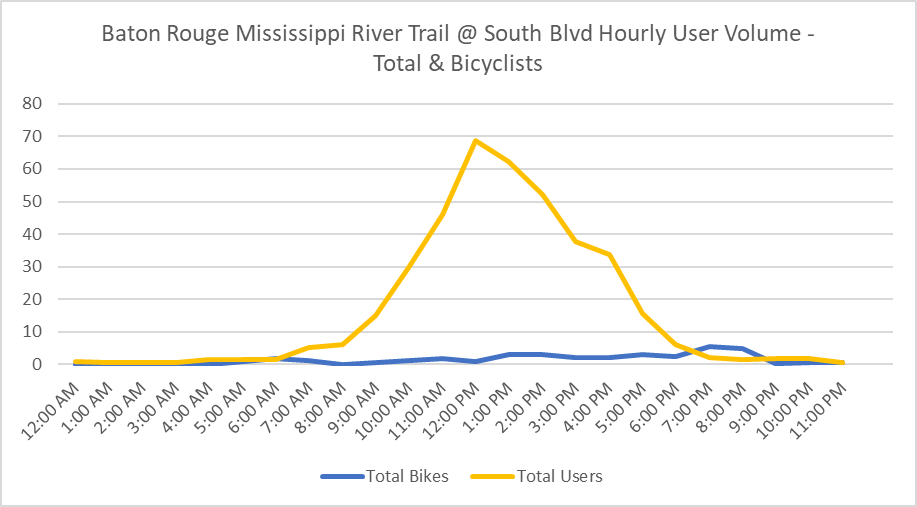 Baton Rouge Mississippi River Trail @ South Blvd Hourly User Volume -
Total & Bicyclists
80
70
60
50
40
30
20
10
0
12:00 AM
1:00 AM
2:00 AM
3:00 AM
4:00 AM
5:00 AM
6:00 AM
7:00 AM
8:00 AM
9:00 AM
10:00 AM
11:00 AM
12:00 PM
1:00 PM
2:00 PM
3:00 PM
4:00 PM
5:00 PM
6:00 PM
7:00 PM
8:00 PM
9:00 PM
10:00 PM
11:00 PM
Total Bikes
Total Users